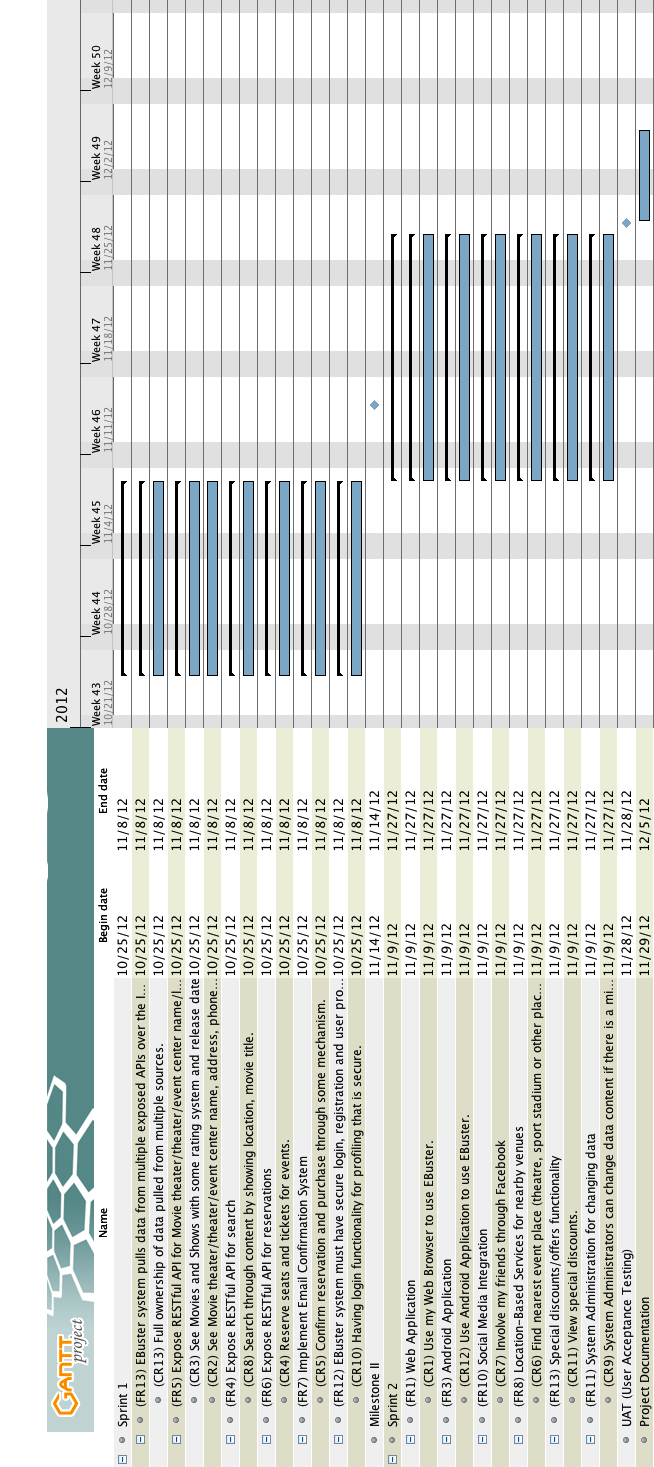 GANTT
project
2012
Name Begin date End date
Week 43 Week 44 Week 45 Week 46 Week 47 Week 48 Week 49 Week 50
10/21/12 10/28/12 11/4/12 11/11/12 11/18/12 11/25/12 12/2/12 12/9/12
Sprint 1 10/25/12 11/8/12
(FR13) EBuster system pulls data from multiple exposed APIs over the I... 10/25/12 11/8/12
(CR13) Full ownership of data pulled from multiple sources. 10/25/12 11/8/12
(FR5) Expose RESTful API for Movie theater/theater/event center name/l... 10/25/12 11/8/12
(CR3) See Movies and Shows with some rating system and release date 10/25/12 11/8/12
(CR2) See Movie theater/theater/event center name, address, phone... 10/25/12 11/8/12
(FR4) Expose RESTful API for search 10/25/12 11/8/12
(CR8) Search through content by showing location, movie title. 10/25/12 11/8/12
(FR6) Expose RESTful API for reservations 10/25/12 11/8/12
(CR4) Reserve seats and tickets for events. 10/25/12 11/8/12
(FR7) Implement Email Confirmation System 10/25/12 11/8/12
(CR5) Confirm reservation and purchase through some mechanism. 10/25/12 11/8/12
(FR12) EBuster system must have secure login, registration and user pro... 10/25/12 11/8/12
(CR10) Having login functionality for profiling that is secure. 10/25/12 11/8/12
Milestone II 11/14/12 11/14/12
Sprint 2 11/9/12 11/27/12
(FR1) Web Application 11/9/12 11/27/12
(CR1) Use my Web Browser to use EBuster. 11/9/12 11/27/12
(FR3) Android Application 11/9/12 11/27/12
(CR12) Use Android Application to use EBuster. 11/9/12 11/27/12
(FR10) Social Media Integration 11/9/12 11/27/12
(CR7) Involve my friends through Facebook 11/9/12 11/27/12
(FR8) Location-Based Services for nearby venues 11/9/12 11/27/12
(CR6) Find nearest event place (theatre, sport stadium or other plac... 11/9/12 11/27/12
(FR13) Special discounts/offers functionality 11/9/12 11/27/12
(CR11) View special discounts. 11/9/12 11/27/12
(FR11) System Administration for changing data 11/9/12 11/27/12
(CR9) System Administrators can change data content if there is a mi... 11/9/12 11/27/12
UAT (User Acceptance Testing) 11/28/12 11/28/12
Project Documentation 11/29/12 12/5/12